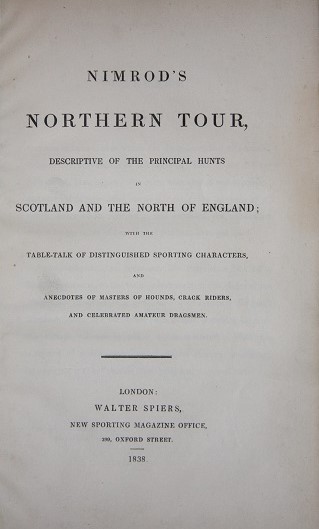 NIMROD'S
NORTHERN TOUR,
DESCRIPTIVE OF THE PRINCIPAL HUNTS
IN
SCOTLAND AND THE NORTH OF ENGLAND;
WITH THE
TABLE-TALK OF DISTINGUISHED SPORTING CHARACTERS,
AND
ANECDOTES OF MASTERS OF HOUNDS, CRACK RIDERS,
AND CELEBRATED AMATEUR DRAGSMEN.
LONDON:
WALTER SPIERS,
NEW SPORTING MAGAZINE OFFICE,
OXFORD STREET.
1838